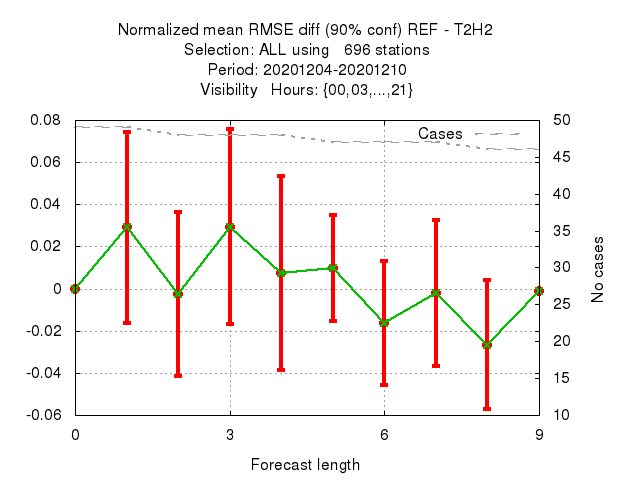 Normalized mean RMSE diff (90% conf) REF - T2H2
Selection: ALL using   696 stations
Period: 20201204-20201210
Visibility   Hours: {00,03,...,21}
0.08
0.06
0.04
0.02
0
-0.02
-0.04
-0.06
Cases
50
45
40
35
30
25
20
15
10
No cases
0 3 6 9
Forecast length